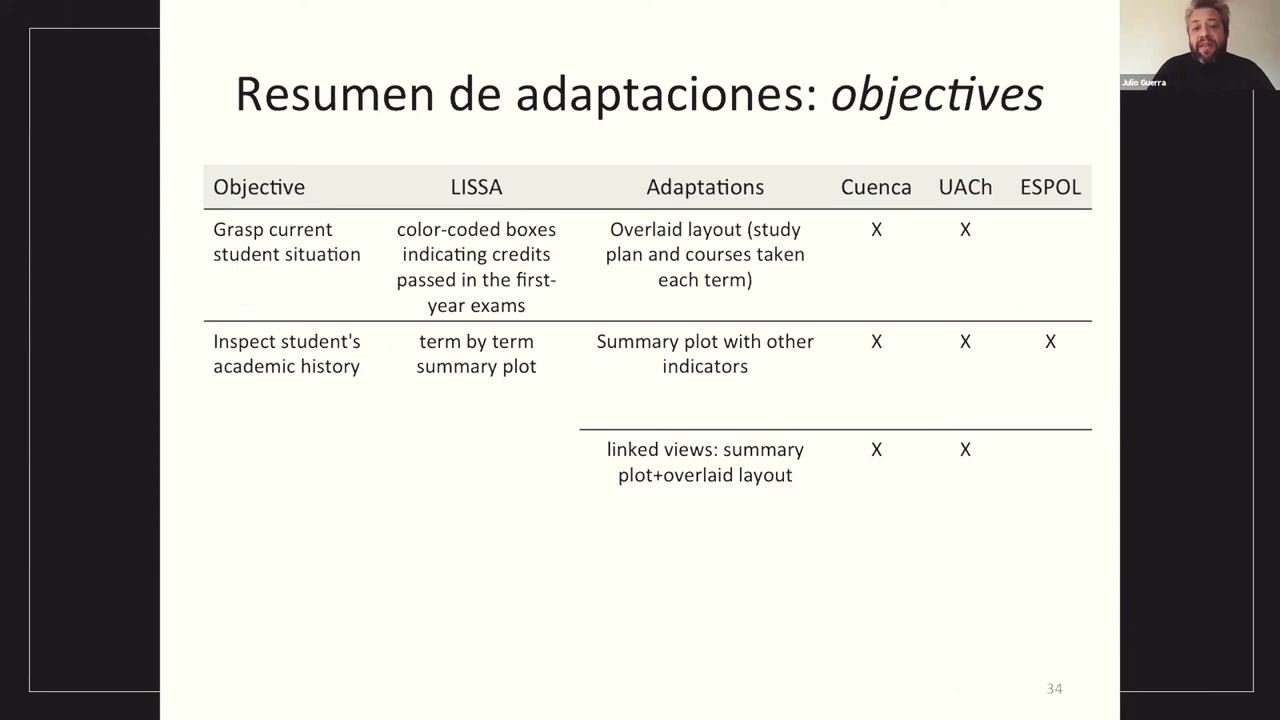 Resumen de adaptaciones: objectives
Julio Guerra
Objective LISSA Adaptations Cuenca UACh ESPOL
Grasp current
student situation
color-coded boxes
indicating credits
passed in the first-
year exams
Overlaid layout (study
plan and courses taken
each term)
X X
Inspect student's
academic history
term by term
summary plot
Summary plot with other
indicators
X X X
linked views: summary
plot+overlaid layout
X X
34